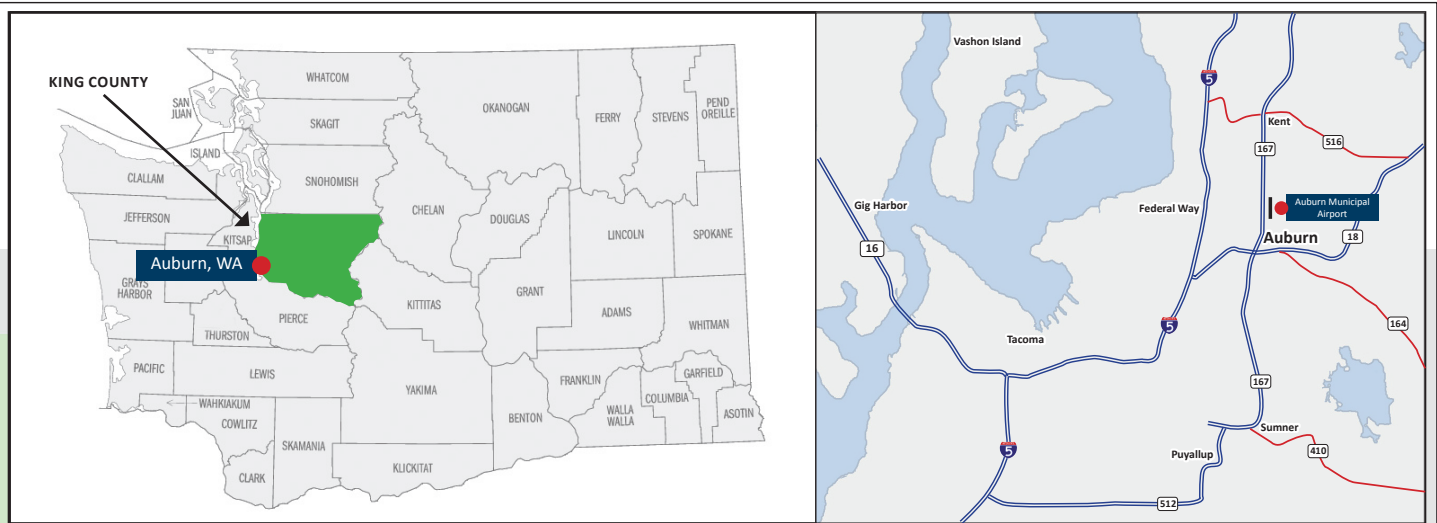 KING COUNTY
WHATCOM
SAN
JUAN
SKAGIT
ISLAND
OKANOGAN
FERRY
STEVENS
PEND
OREILLE
CLALLAM
SNOHOMISH
CHELAN
DOUGLAS
JEFFERSON
KITSAP
LINCOLN
SPOKANE
Auburn, WA
GRAYS
HARBOR
KITTITAS
GRANT
PIERCE
ADAMS
WHITMAN
THURSTON
PACIFIC
LEWIS
YAKIMA
FRANKLIN
GARFIELD
COLUMBIA
WAHKIAKUM
COWLITZ
BENTON
WALLA
WALLA
ASOTIN
SKAMANIA
KLICKITAT
CLARK
Vashon Island
5
Kent
167
516
Gig Harbor
Federal Way
Auburn Municipal
Airport
Auburn
18
16
5
164
Tacoma
167
Sumner
410
5
Puyallup
512